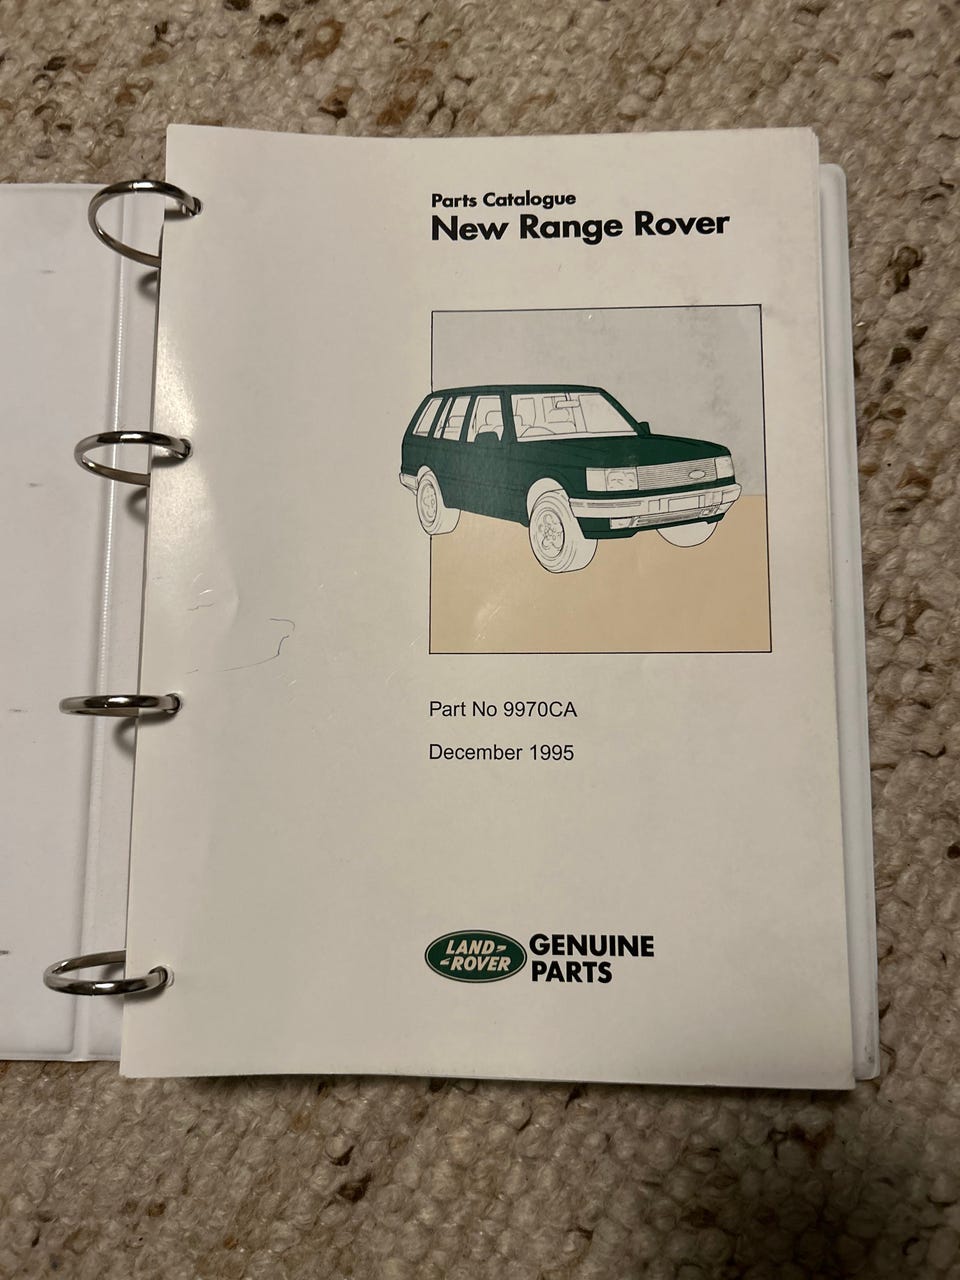 Parts Catalogue
New Range Rover
Part No 9970CA
December 1995
LAND-
-ROVER
GENUINE
PARTS